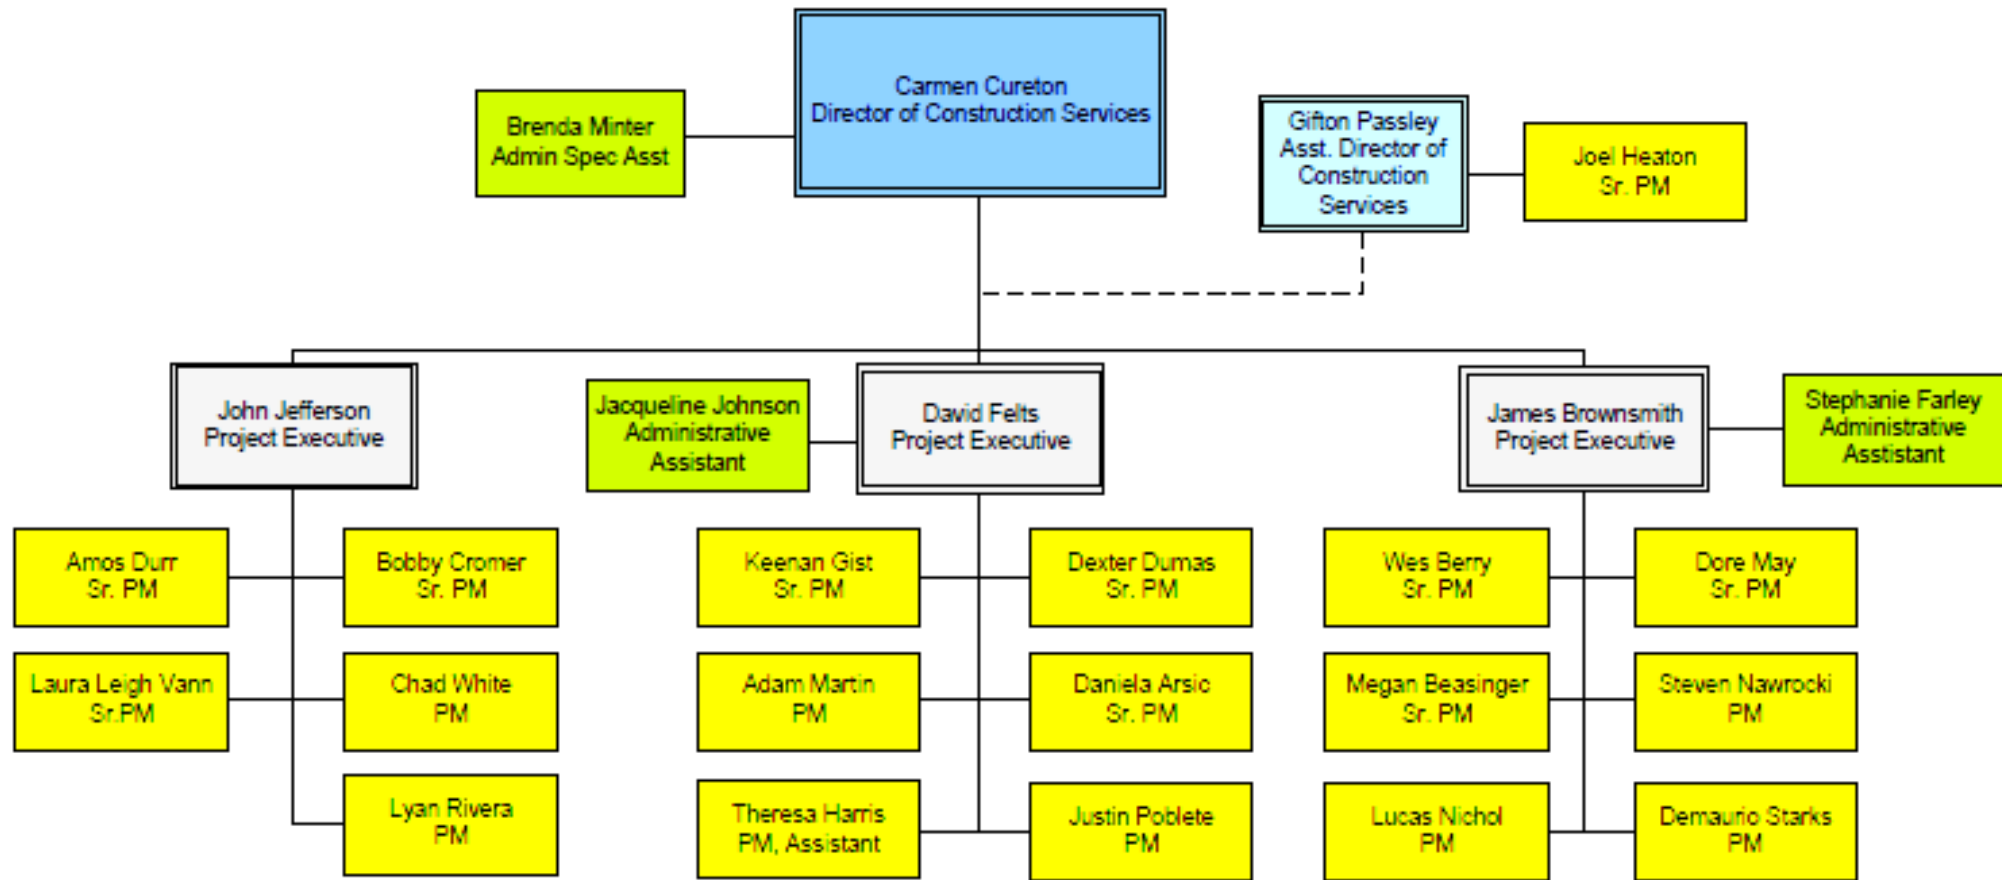 Carmen Cureton
Director of Construction Services
Brenda Minter
Admin Spec Asst
Gifton Passley
Asst. Director of
Construction
Services
Joel Heaton
Sr. PM
John Jefferson
Project Executive
Jacqueline Johnson
Administrative
Assistant
David Felts
Project Executive
James Brownsmith
Project Executive
Stephanie Farley
Administrative
Asstistant
Amos Durr
Sr. PM
Bobby Cromer
Sr. PM
Keenan Gist
Sr. PM
Dexter Dumas
Sr. PM
Wes Berry
Sr. PM
Dore May
Sr. PM
Laura Leigh Vann
Sr.PM
Chad White
PM
Adam Martin
PM
Daniela Arsic
Sr. PM
Megan Beasinger
Sr. PM
Steven Nawrocki
PM
Lyan Rivera
PM
Theresa Harris
PM, Assistant
Justin Poblete
PM
Lucas Nichol
PM
Demaurio Starks
PM